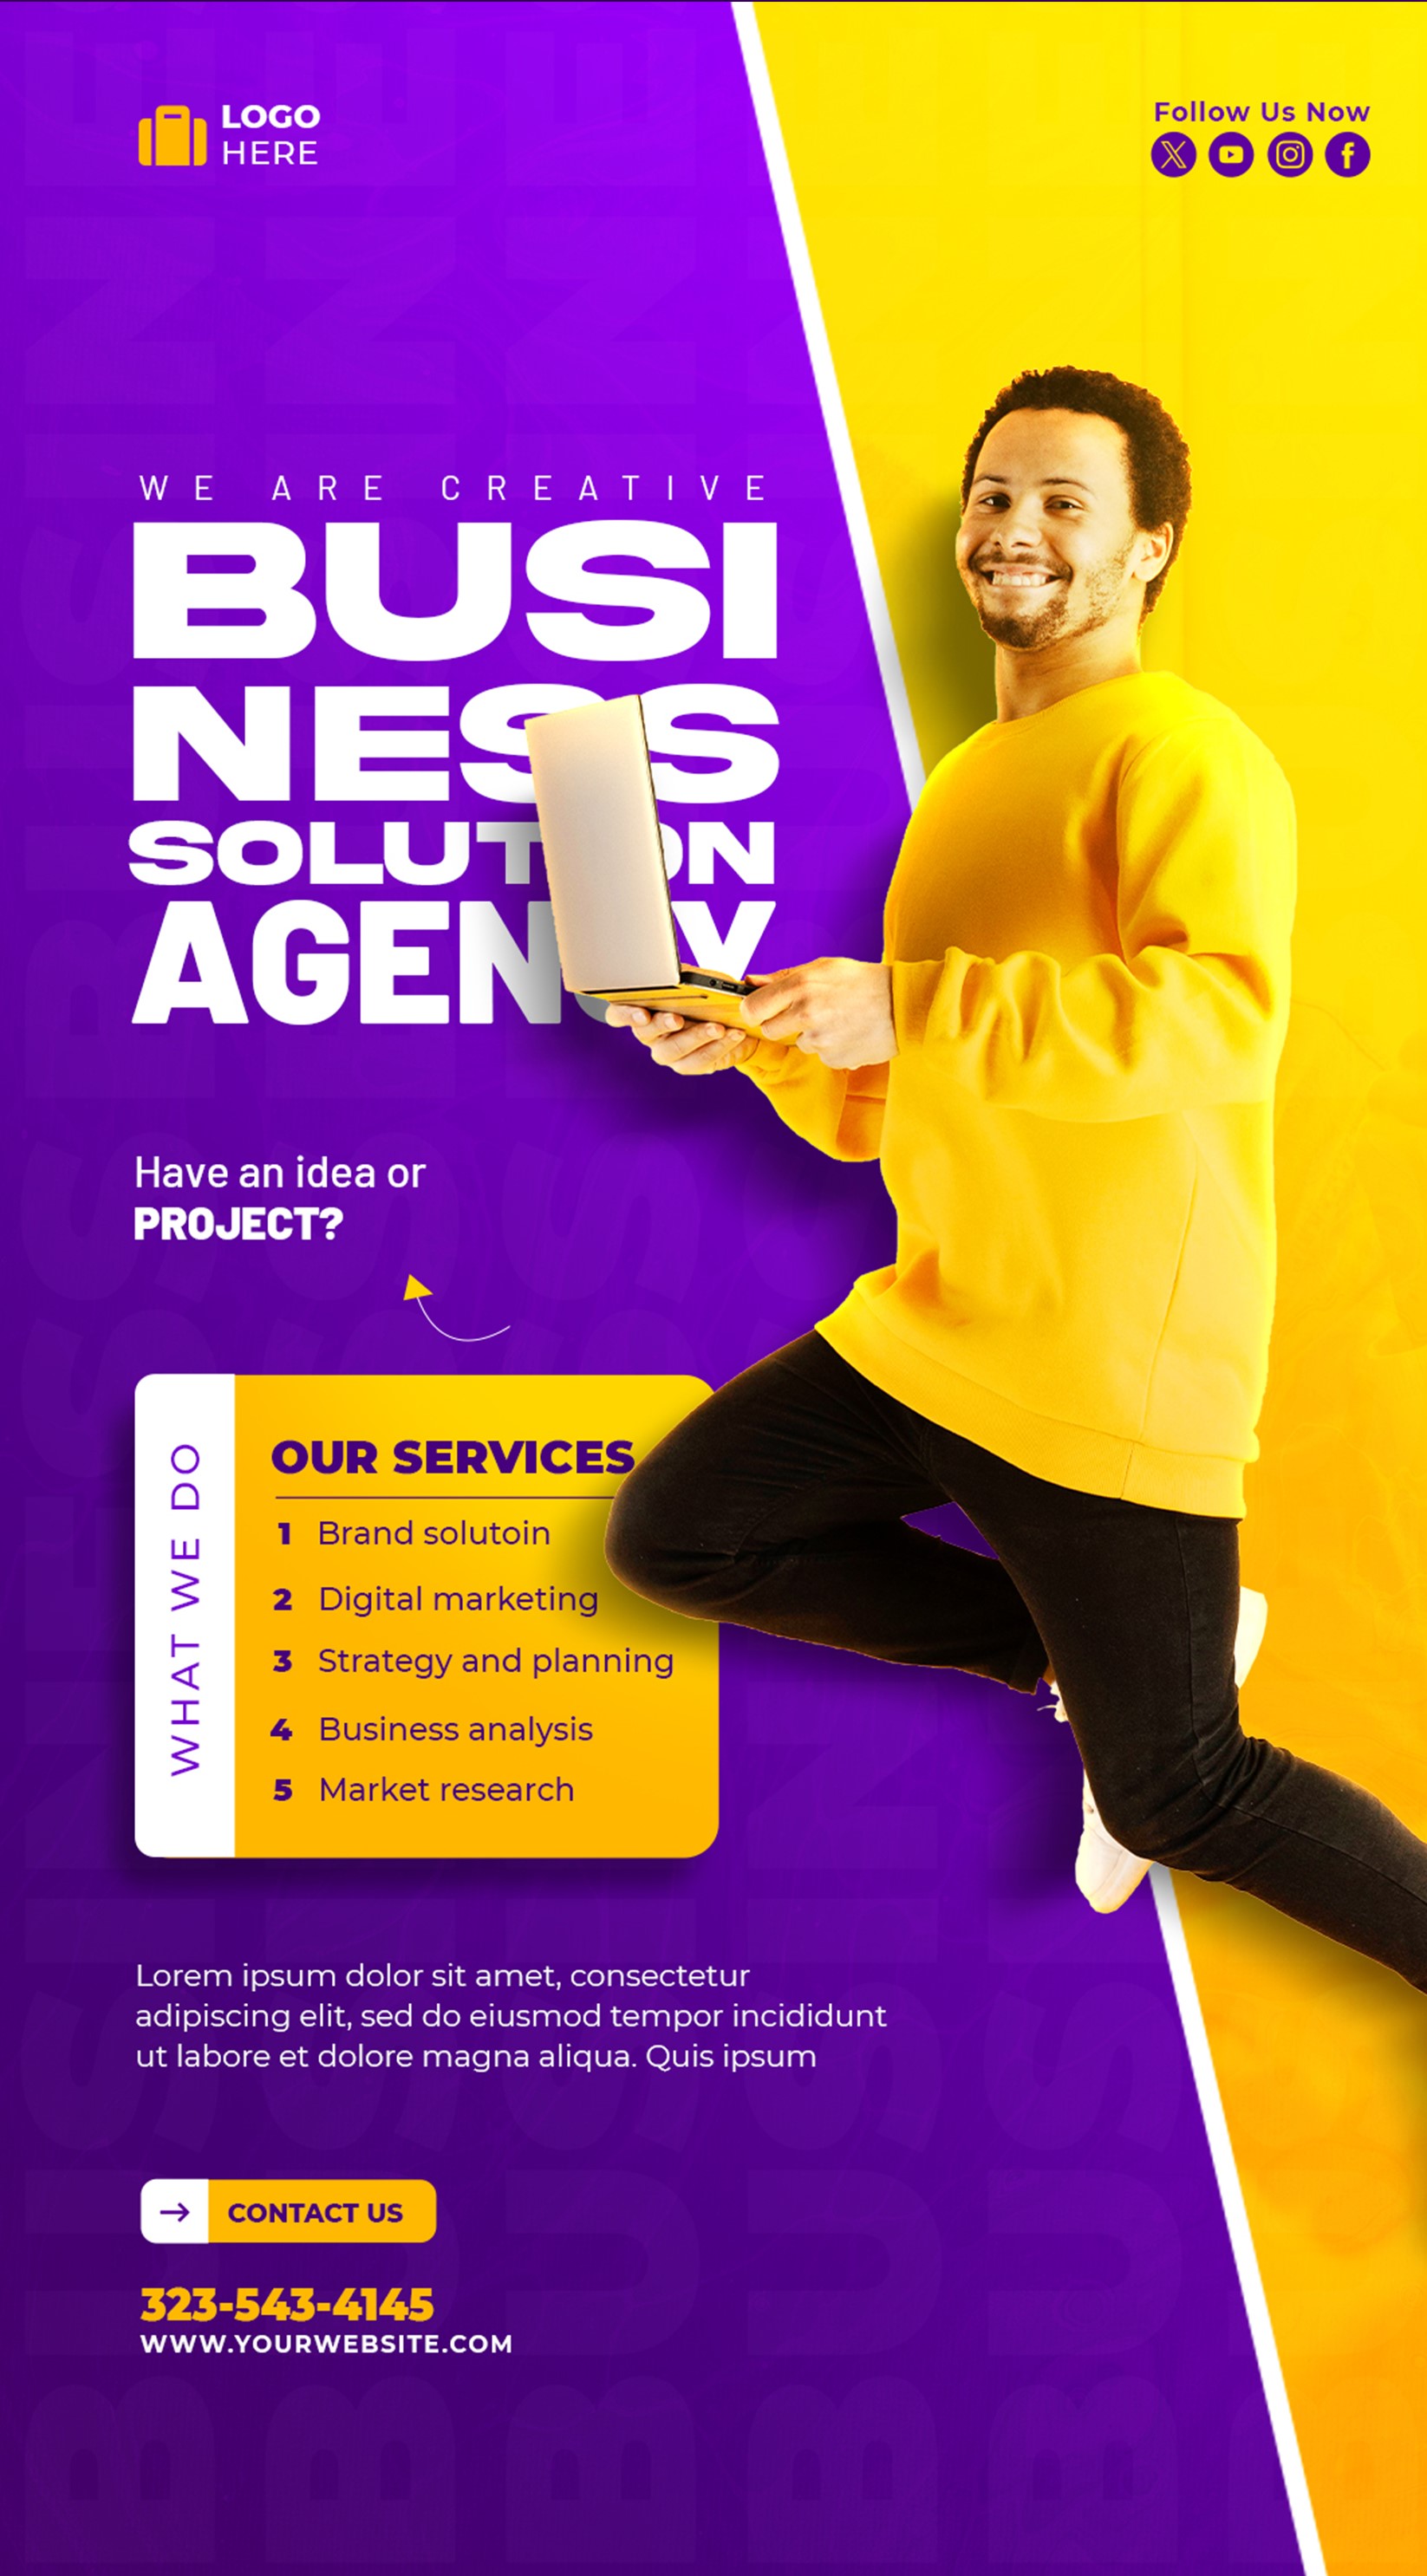 LOGO
HERE
Follow Us Now
WE ARE CREATIVE
BUSI
NESS
SOLUTION
AGENCY
Have an idea or
PROJECT?
WHAT WE DO
OUR SERVICES
1 Brand solutoin
2 Digital marketing
3 Strategy and planning
4 Business analysis
5 Market research
Lorem ipsum dolor sit amet, consectetur
adipiscing elit, sed do eiusmod tempor incididunt
ut labore et dolore magna aliqua. Quis ipsum
CONTACT US
323-543-4145
WWW.YOURWEBSITE.COM